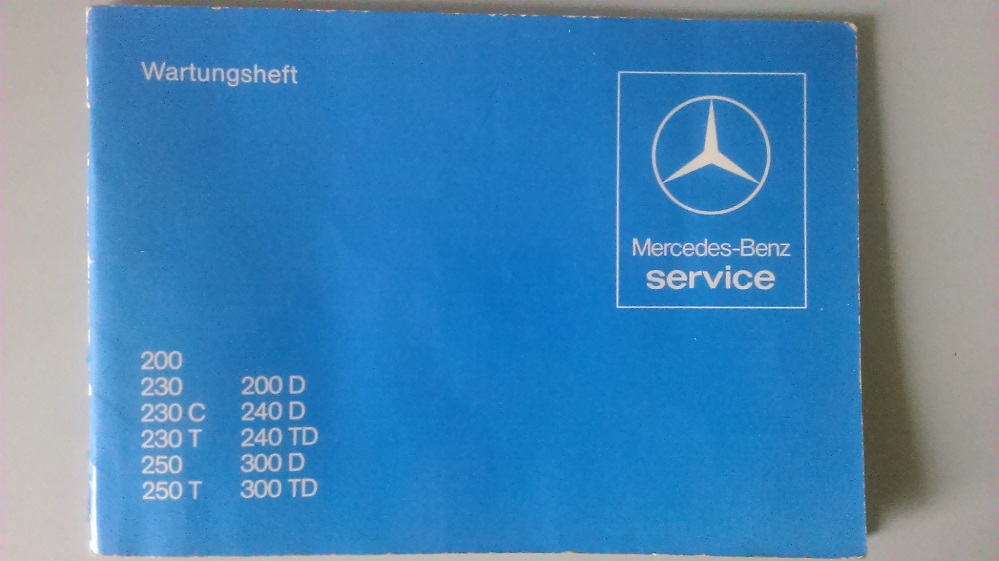 Wartungsheft
Mercedes-Benz
service
200
230
230 C
230 T
250
250 T
200 D
240 D
240 TD
300 D
300 TD